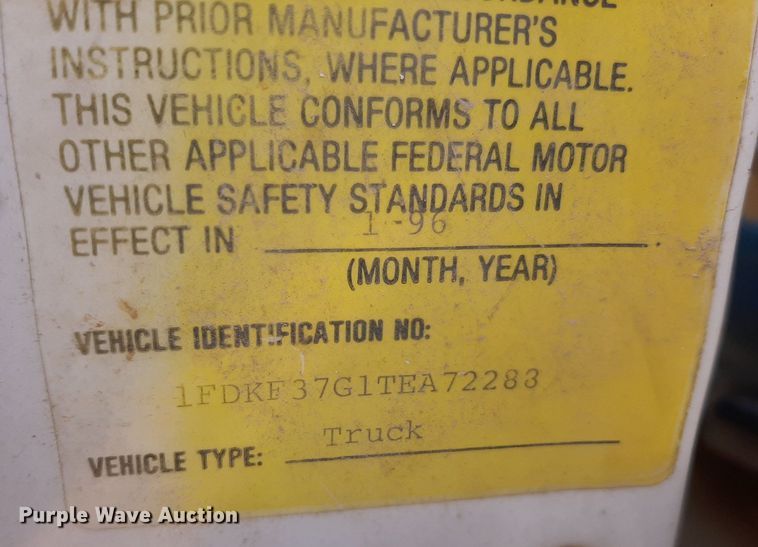 WITH PRIOR MANUFACTURER'S
INSTRUCTIONS, WHERE APPLICABLE.
THIS VEHICLE CONFORMS TO ALL
OTHER APPLICABLE FEDERAL MOTOR
VEHICLE SAFETY STANDARDS IN
EFFECT IN 1-96.
(MONTH, YEAR)
VEHICLE IDENTIFICATION NO:
1FDKF37G1TEA72283
VEHICLE TYPE: Truck
Purple Wave Auction